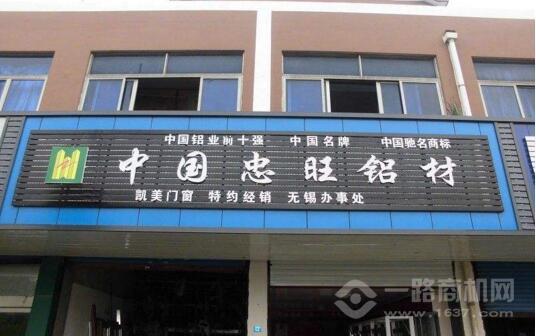 中国铝业前十强 中国名牌 中国驰名商标
中国忠旺铝材
凯美门窗 特约经销 无锡办事处
一路商机网
www.1637.com